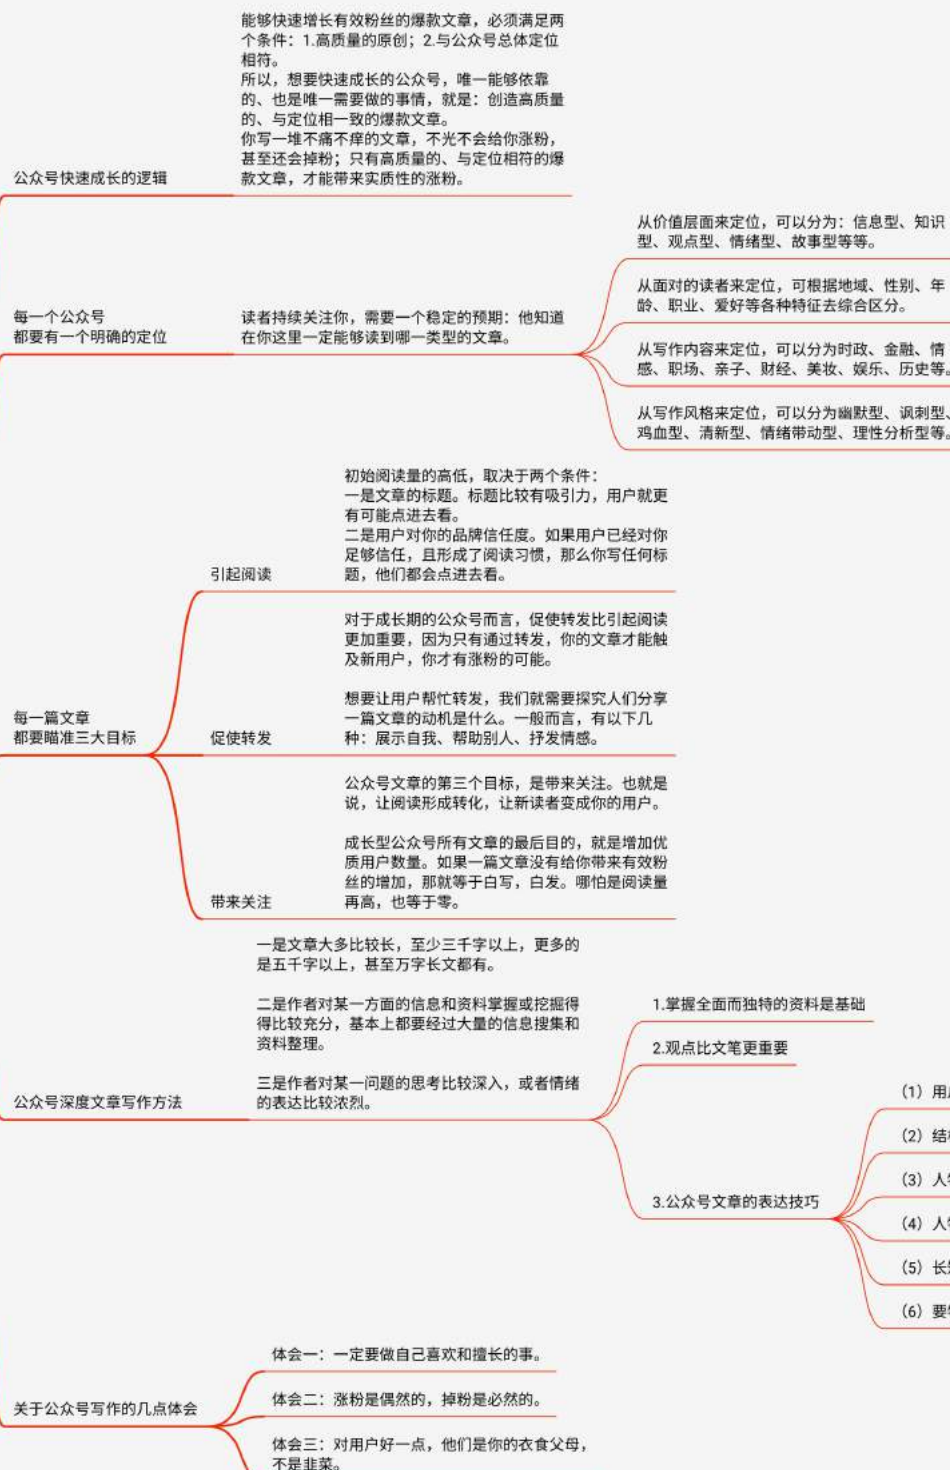 能够快速增长有效粉丝的爆款文章，必须满足两
个条件：1.高质量的原创；2.与公众号总体定位
相符。
所以，想要快速成长的公众号，唯一能够依靠
的、也是唯一需要做的事情，就是：创造高质量
的、与定位相一致的爆款文章。
你写一堆不痛不痒的文章，不光不会给你涨粉，
甚至还会掉粉；只有高质量的、与定位相符的爆
款文章，才能带来实质性的涨粉。
公众号快速成长的逻辑
从价值层面来定位，可以分为：信息型、知识
型、观点型、情绪型、故事型等等。
从面对的读者来定位，可根据地域、性别、年
龄、职业、爱好等各种特征去综合区分。
每一个公众号
都要有一个明确的定位
读者持续关注你，需要一个稳定的预期：他知道
在你这里一定能够读到哪一类型的文章。
从写作内容来定位，可以分为时政、金融、情
感、职场、亲子、财经、美妆、娱乐、历史等。
从写作风格来定位，可以分为幽默型、讽刺型、
鸡血型、清新型、情绪带动型、理性分析型等。
初始阅读量的高低，取决于两个条件：
一是文章的标题。标题比较有吸引力，用户就更
有可能点进去看。
二是用户对你的品牌信任度。如果用户已经对你
足够信任，且形成了阅读习惯，那么你写任何标
题，他们都会点进去看。
引起阅读
对于成长期的公众号而言，促使转发比引起阅读
更加重要，因为只有通过转发，你的文章才能触
及新用户，你才有涨粉的可能。
想要让用户帮忙转发，我们就需要探究人们分享
一篇文章的动机是什么。一般而言，有以下几
种：展示自我、帮助别人、抒发情感。
每一篇文章
都要瞄准三大目标
促使转发
公众号文章的第三个目标，是带来关注。也就是
说，让阅读形成转化，让新读者变成你的用户。
成长型公众号所有文章的最后目的，就是增加优
质用户数量。如果一篇文章没有给你带来有效粉
丝的增加，那就等于白写，白发。哪怕是阅读量
再高，也等于零。
带来关注
一是文章大多比较长，至少三千字以上，更多的
是五千字以上，甚至万字长文都有。
二是作者对某一方面的信息和资料掌握或挖掘得
得比较充分，基本上都要经过大量的信息搜集和
资料整理。
三是作者对某一问题的思考比较深入，或者情绪
的表达比较浓烈。
公众号深度文章写作方法
1.掌握全面而独特的资料是基础
2.观点比文笔更重要
3.公众号文章的表达技巧
（1）用
（2）结
（3）人
（4）人
（5）长
（6）要
体会一：一定要做自己喜欢和擅长的事。
体会二：涨粉是偶然的，掉粉是必然的。
关于公众号写作的几点体会
体会三：对用户好一点，他们是你的衣食父母，
不是韭菜。